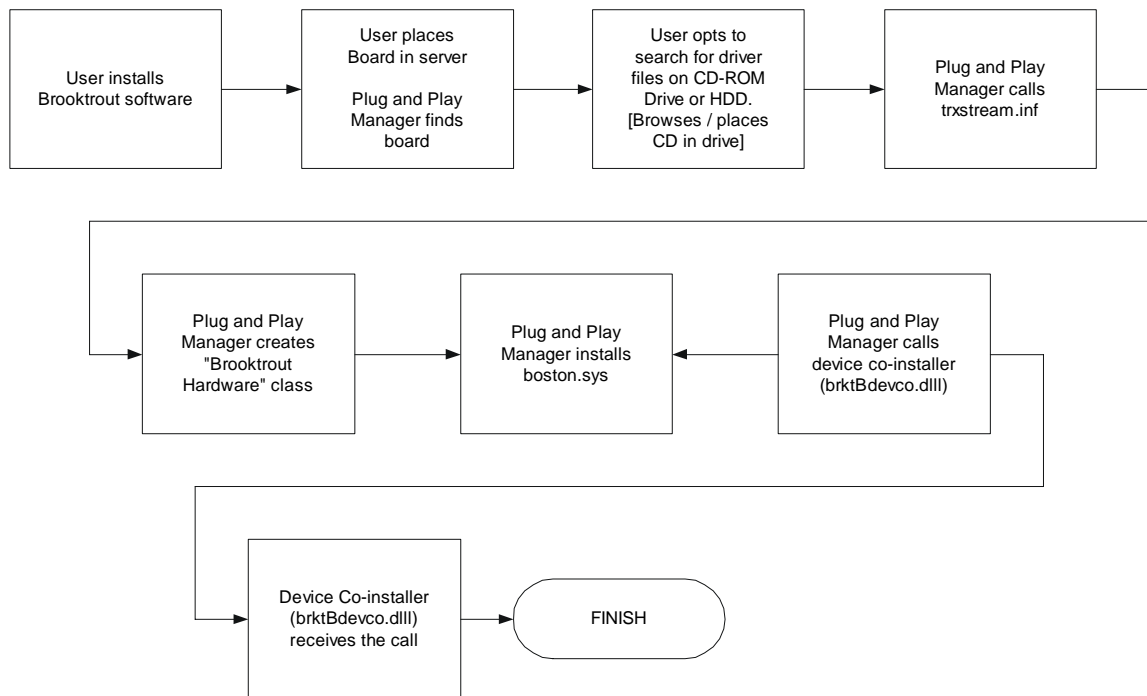 User installs
Brooktrout software
User places
Board in server
Plug and Play
Manager finds
board
User opts to
search for driver
files on CD-ROM
Drive or HDD.
[Browses / places
CD in drive]
Plug and Play
Manager calls
trxstream.inf
Plug and Play
Manager creates
"Brooktrout
Hardware" class
Plug and Play
Manager installs
boston.sys
Plug and Play
Manager calls
device co-installer
(brktBdevco.dlll)
Device Co-installer
(brktBdevco.dlll)
receives the call
FINISH